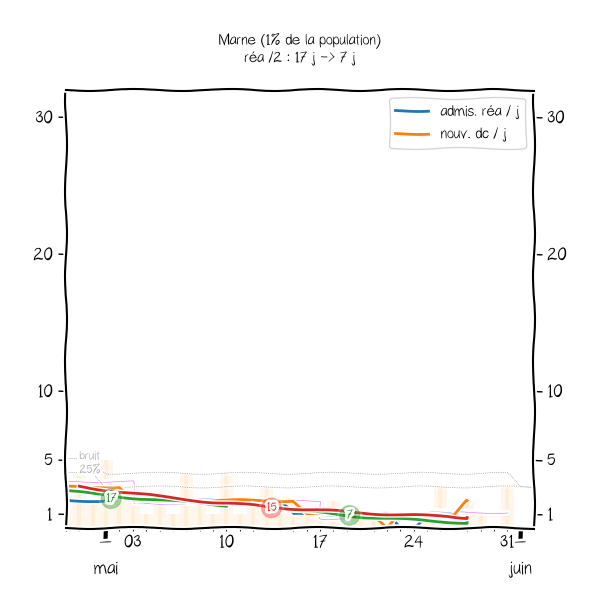 Marne (1% de la population)
réa /2 : 17 j -> 7 j
admis. réa / j
nouv. dc / j
30
30
20
20
10
10
5
5
bruit
25%
1
1
17
15
7
03
10
17
24
31
mai
juin